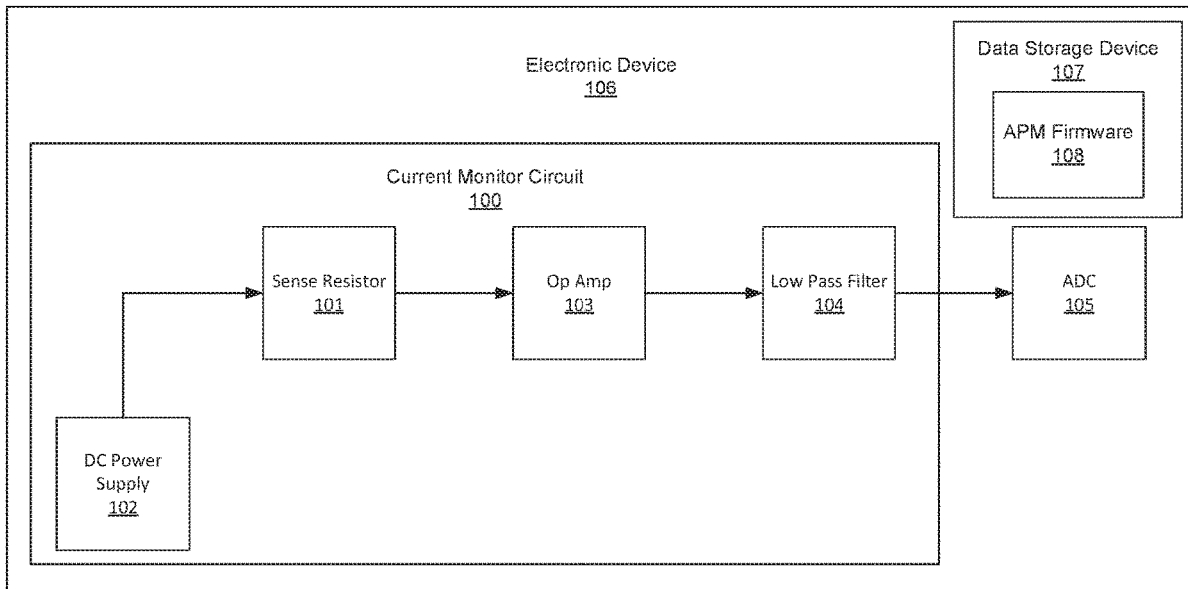 Electronic Device
106
Data Storage Device
107
APM Firmware
108
Current Monitor Circuit
100
Sense Resistor
101
Op Amp
103
Low Pass Filter
104
ADC
105
DC Power
Supply
102